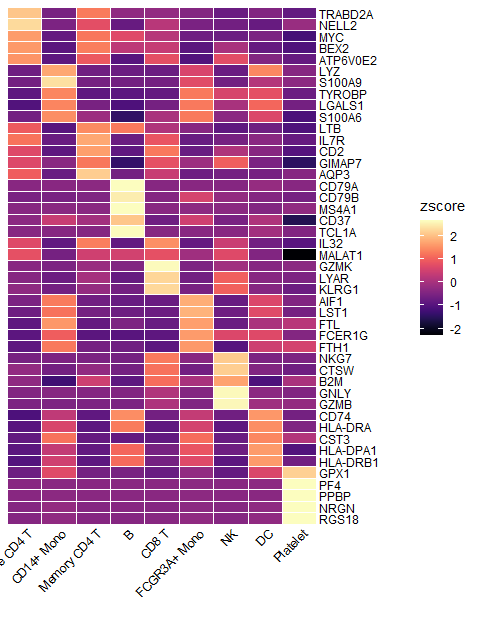 TRABD2A
NELL2
MYC
BEX2
ATP6V0E2
LYZ
S100A9
TYROBP
LGALS1
S100A6
LTB
IL7R
CD2
GIMAP7
AQP3
CD79A
CD79B
MS4A1
CD37
TCL1A
IL32
MALAT1
GZMK
LYAR
KLRG1
AIF1
LST1
FTL
FCER1G
FTH1
NKG7
CTSW
B2M
GNLY
GZMB
CD74
HLA-DRA
CST3
HLA-DPA1
HLA-DRB1
GPX1
PF4
PPBP
NRGN
RGS18
zscore
2
1
0
-1
-2
e CD4 T
CD14+ Mono
Memory CD4 T
B
CD8 T
FCGR3A+ Mono
NK
DC
Platelet